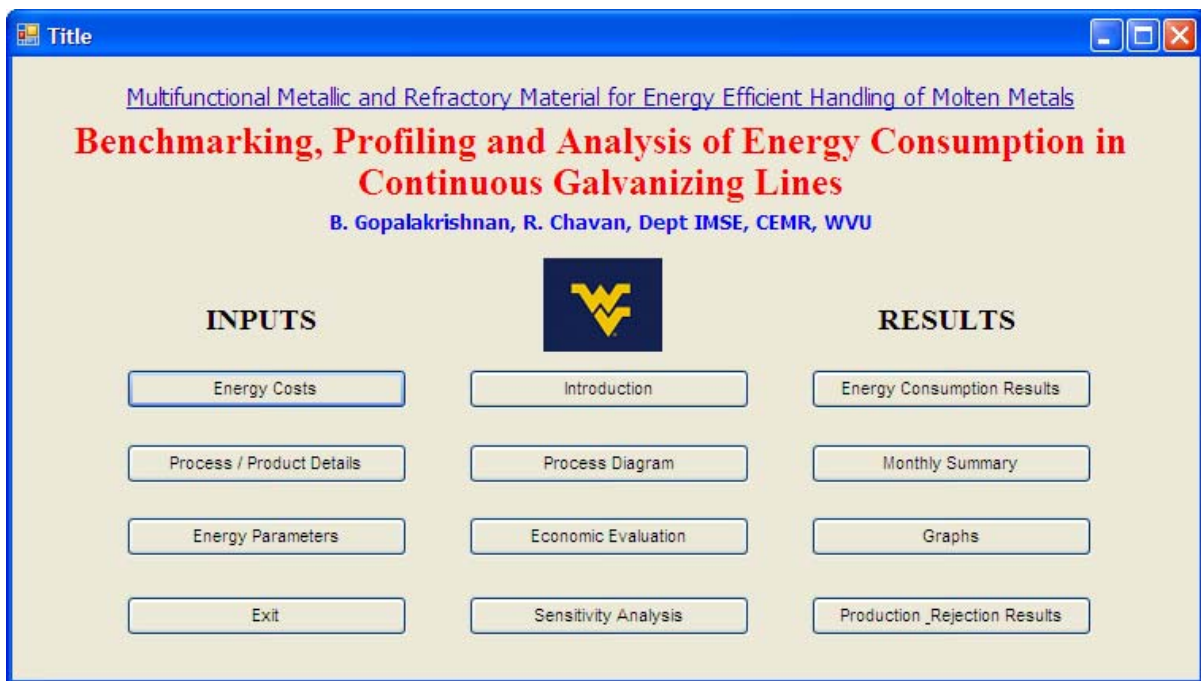 Title
Multifunctional Metallic and Refractory Material for Energy Efficient Handling of Molten Metals
Benchmarking, Profiling and Analysis of Energy Consumption in
Continuous Galvanizing Lines
B. Gopalakrishnan, R. Chavan, Dept IMSE, CEMR, WVU
WV
INPUTS
RESULTS
Energy Costs
Introduction
Energy Consumption Results
Process / Product Details
Process Diagram
Monthly Summary
Energy Parameters
Economic Evaluation
Graphs
Exit
Sensitivity Analysis
Production _Rejection Results